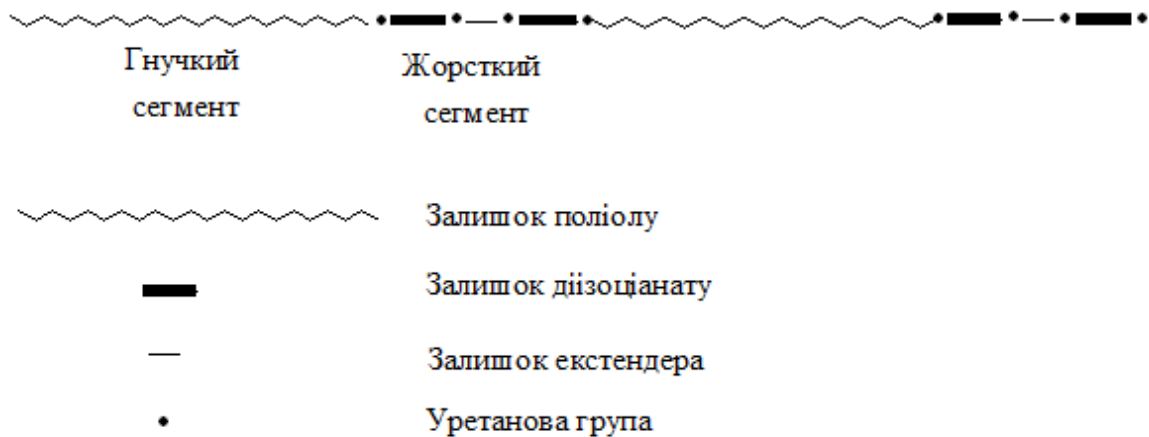 Гнучкий
сегмент
Жорсткий
сегмент
Залишок поліолу
Залишок діізоціанату
Залишок екстендера
Уретанова група